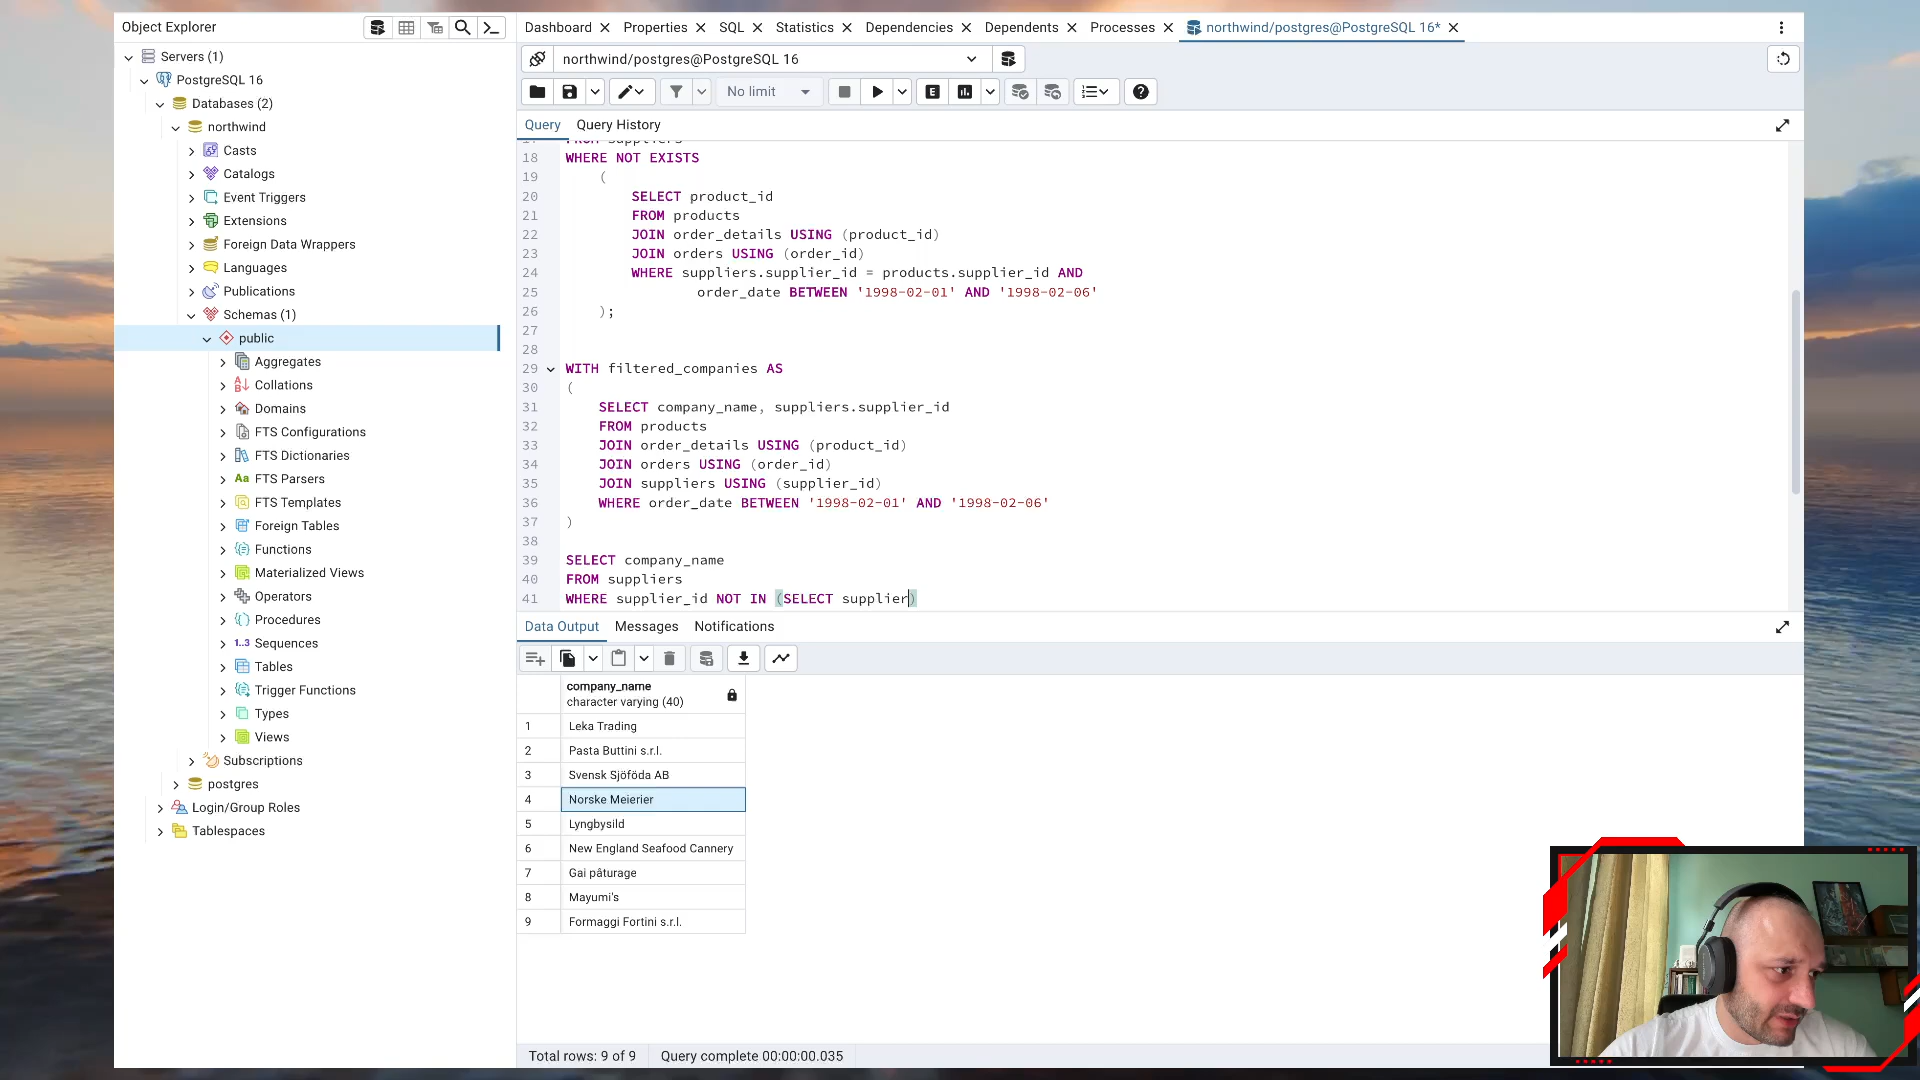 Object Explorer
Servers (1)
PostgreSQL 16
Databases (2)
northwind
Casts
Catalogs
Event Triggers
Extensions
Foreign Data Wrappers
Languages
Publications
Schemas (1)
public
Aggregates
Collations
Domains
FTS Configurations
FTS Dictionaries
FTS Parsers
FTS Templates
Foreign Tables
Functions
Materialized Views
Operators
Procedures
1..3 Sequences
Tables
Trigger Functions
Types
Views
Subscriptions
postgres
Login/Group Roles
Tablespaces
Dashboard Properties SQL Statistics Dependencies Dependents Processes northwind/postgres@PostgreSQL 16*
northwind/postgres@PostgreSQL 16
No limit
Query Query History
17 FROM suppliers
18 WHERE NOT EXISTS
19 (
20 SELECT product_id
21 FROM products
22 JOIN order_details USING (product_id)
23 JOIN orders USING (order_id)
24 WHERE suppliers.supplier_id = products.supplier_id AND
25 order_date BETWEEN '1998-02-01' AND '1998-02-06'
26 );
27
28
29 WITH filtered_companies AS
30 (
31 SELECT company_name, suppliers.supplier_id
32 FROM products
33 JOIN order_details USING (product_id)
34 JOIN orders USING (order_id)
35 JOIN suppliers USING (supplier_id)
36 WHERE order_date BETWEEN '1998-02-01' AND '1998-02-06'
37 )
38
39 SELECT company_name
40 FROM suppliers
41 WHERE supplier_id NOT IN (SELECT supplier)
Data Output Messages Notifications
company_name
character varying (40)
1 Leka Trading
2 Pasta Buttini s.r.l.
3 Svensk Sjöföda AB
4 Norske Meierier
5 Lyngbysild
6 New England Seafood Cannery
7 Gai pâturage
8 Mayumi's
9 Formaggi Fortini s.r.l.
Total rows: 9 of 9 Query complete 00:00:00.035